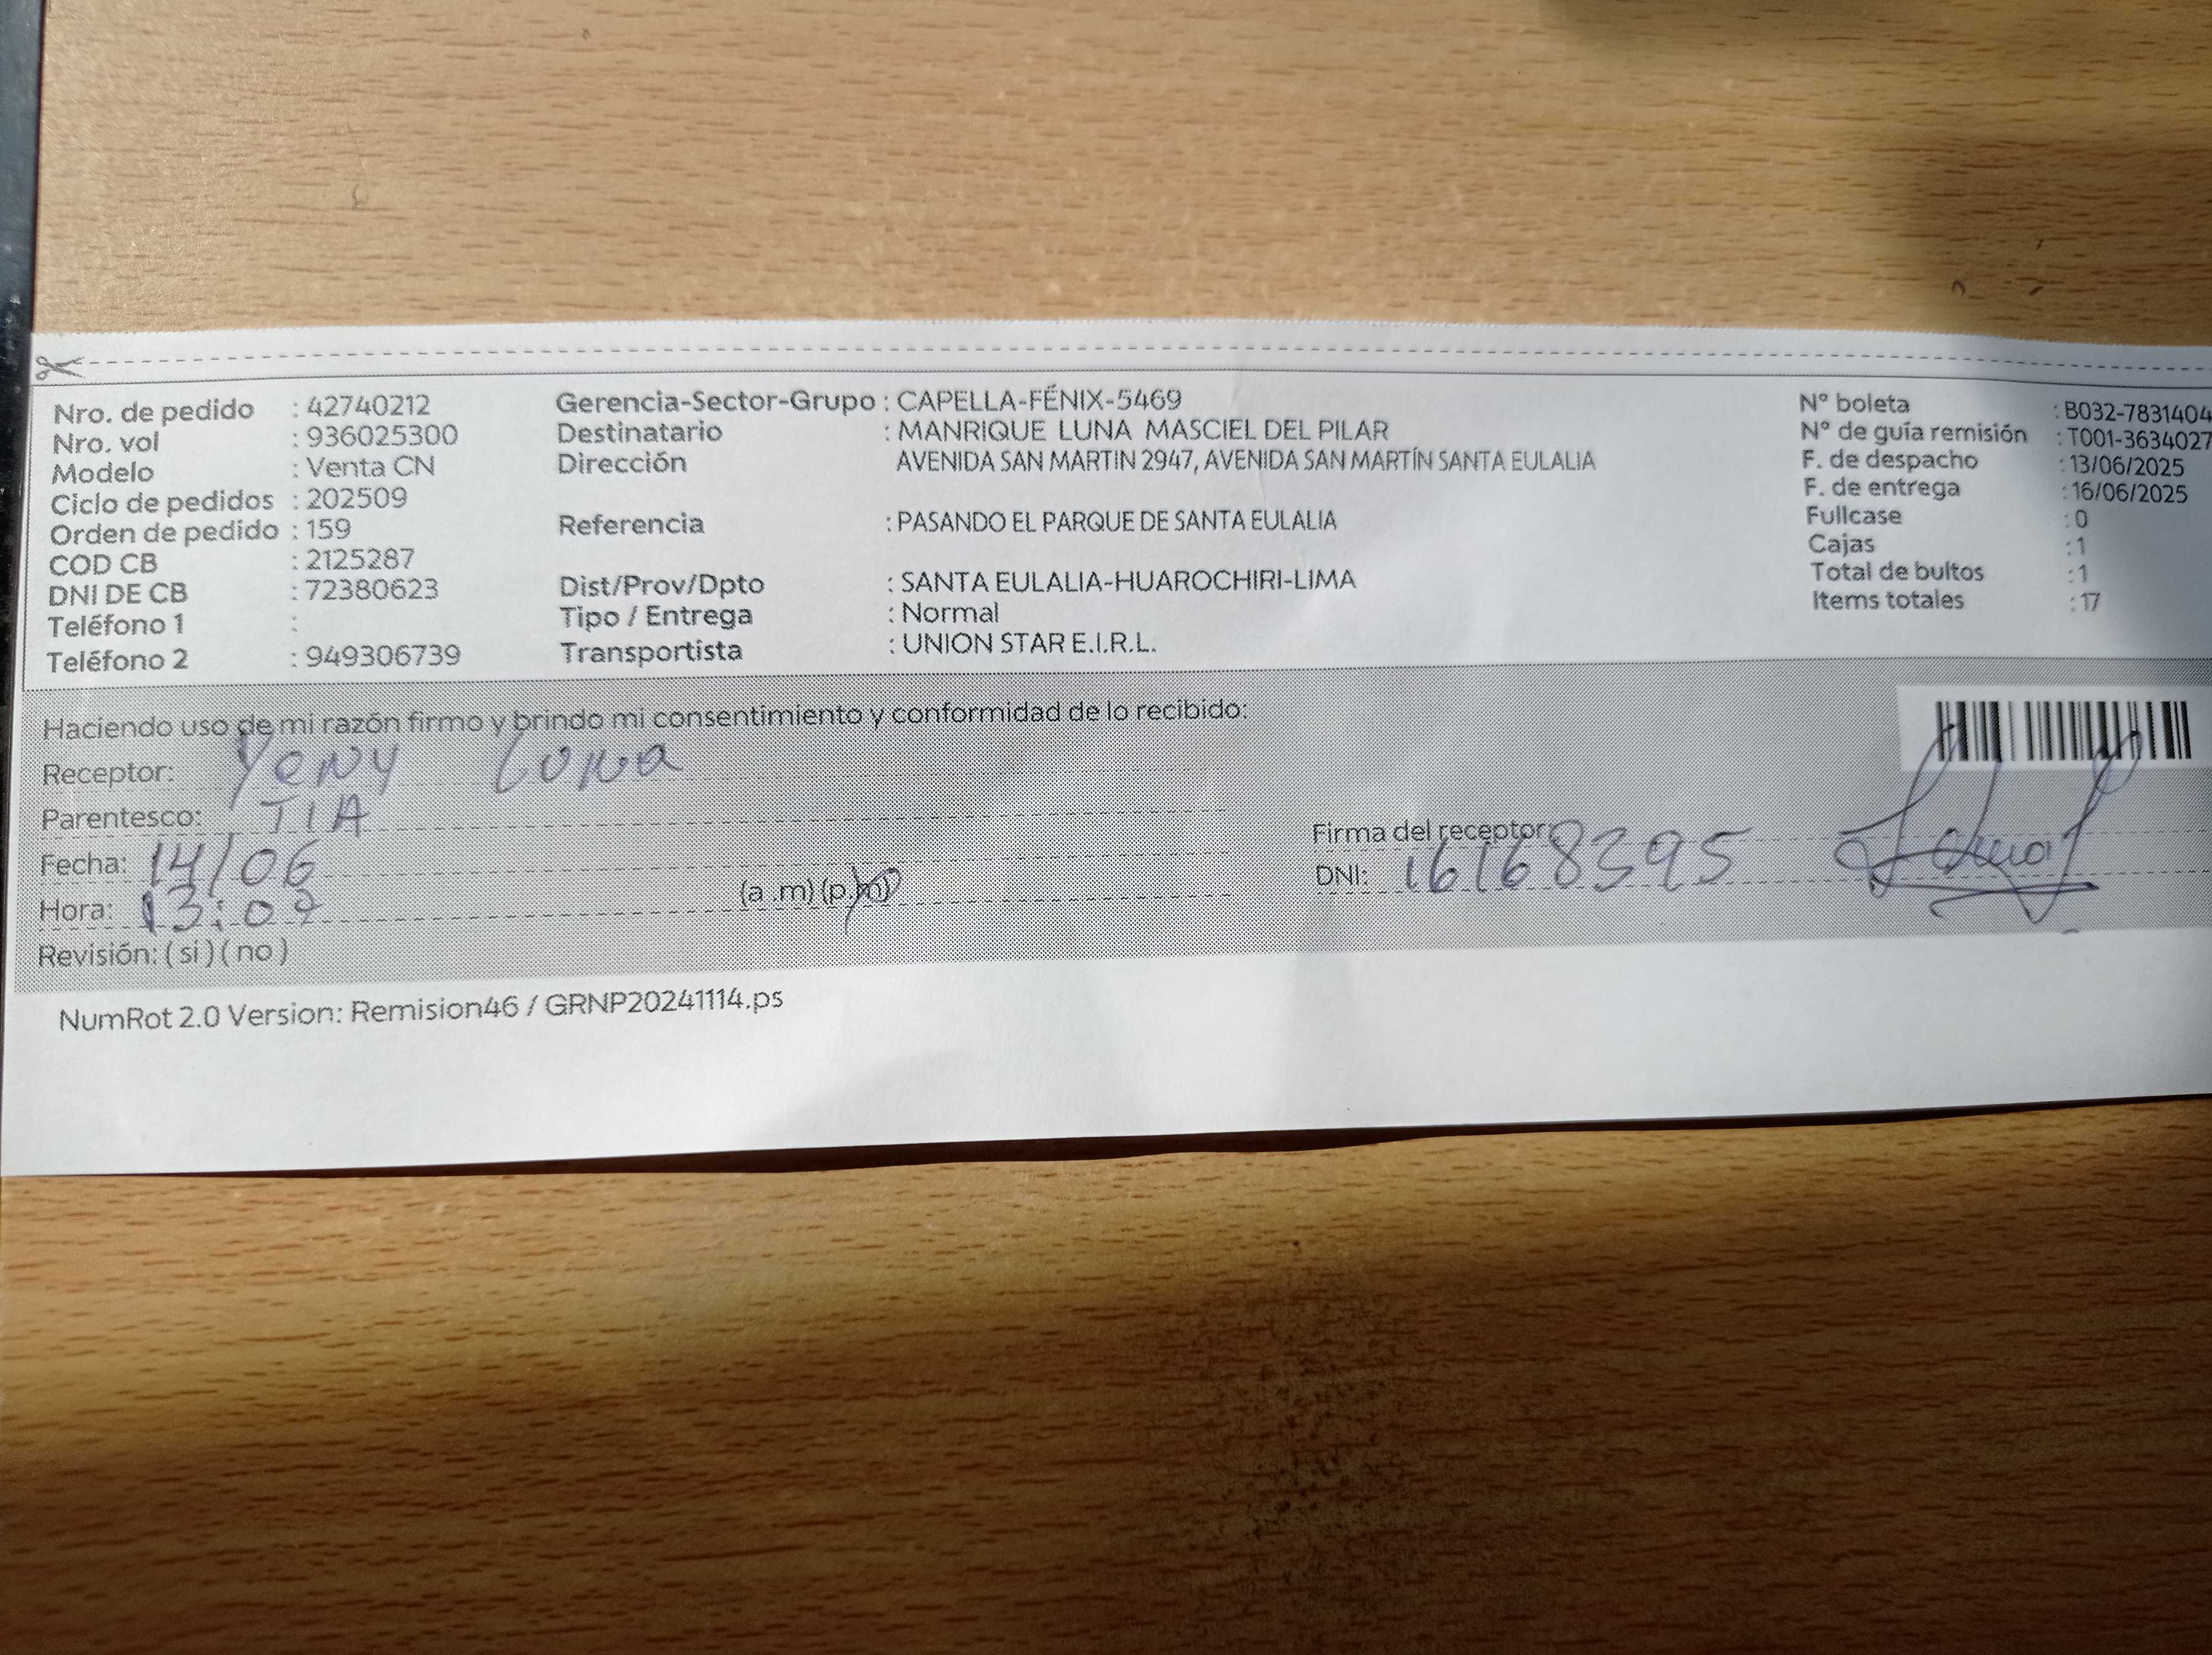 Nro. de pedido : 42740212
Nro. vol : 936025300
Modelo : Venta CN
Ciclo de pedidos : 202509
Orden de pedido : 159
COD CB : 2125287
DNI DE CB : 72380623
Teléfono 1 :
Teléfono 2 : 949306739
Gerencia-Sector-Grupo : CAPELLA-FÉNIX-5469
Destinatario : MANRIQUE LUNA MASCIEL DEL PILAR
Dirección AVENIDA SAN MARTIN 2947, AVENIDA SAN MARTÍN SANTA EULALIA
Referencia : PASANDO EL PARQUE DE SANTA EULALIA
Dist/Prov/Dpto : SANTA EULALIA-HUAROCHIRI-LIMA
Tipo / Entrega : Normal
Transportista : UNION STAR E.I.R.L.
N° boleta : B032-7831404
N° de guía remisión : T001-3634027
F. de despacho : 13/06/2025
F. de entrega : 16/06/2025
Fullcase : 0
Cajas : 1
Total de bultos : 1
Items totales : 17
Haciendo uso de mi razón firmo y brindo mi consentimiento y conformidad de lo recibido:
Receptor: Yeny Luna
Parentesco: TIA
Fecha: 14/06
Hora: 13:07 (a.m) (p.m)
Revisión: ( si ) ( no )
Firma del receptor:
DNI: 16168395
NumRot 2.0 Version: Remision46 / GRNP20241114.ps